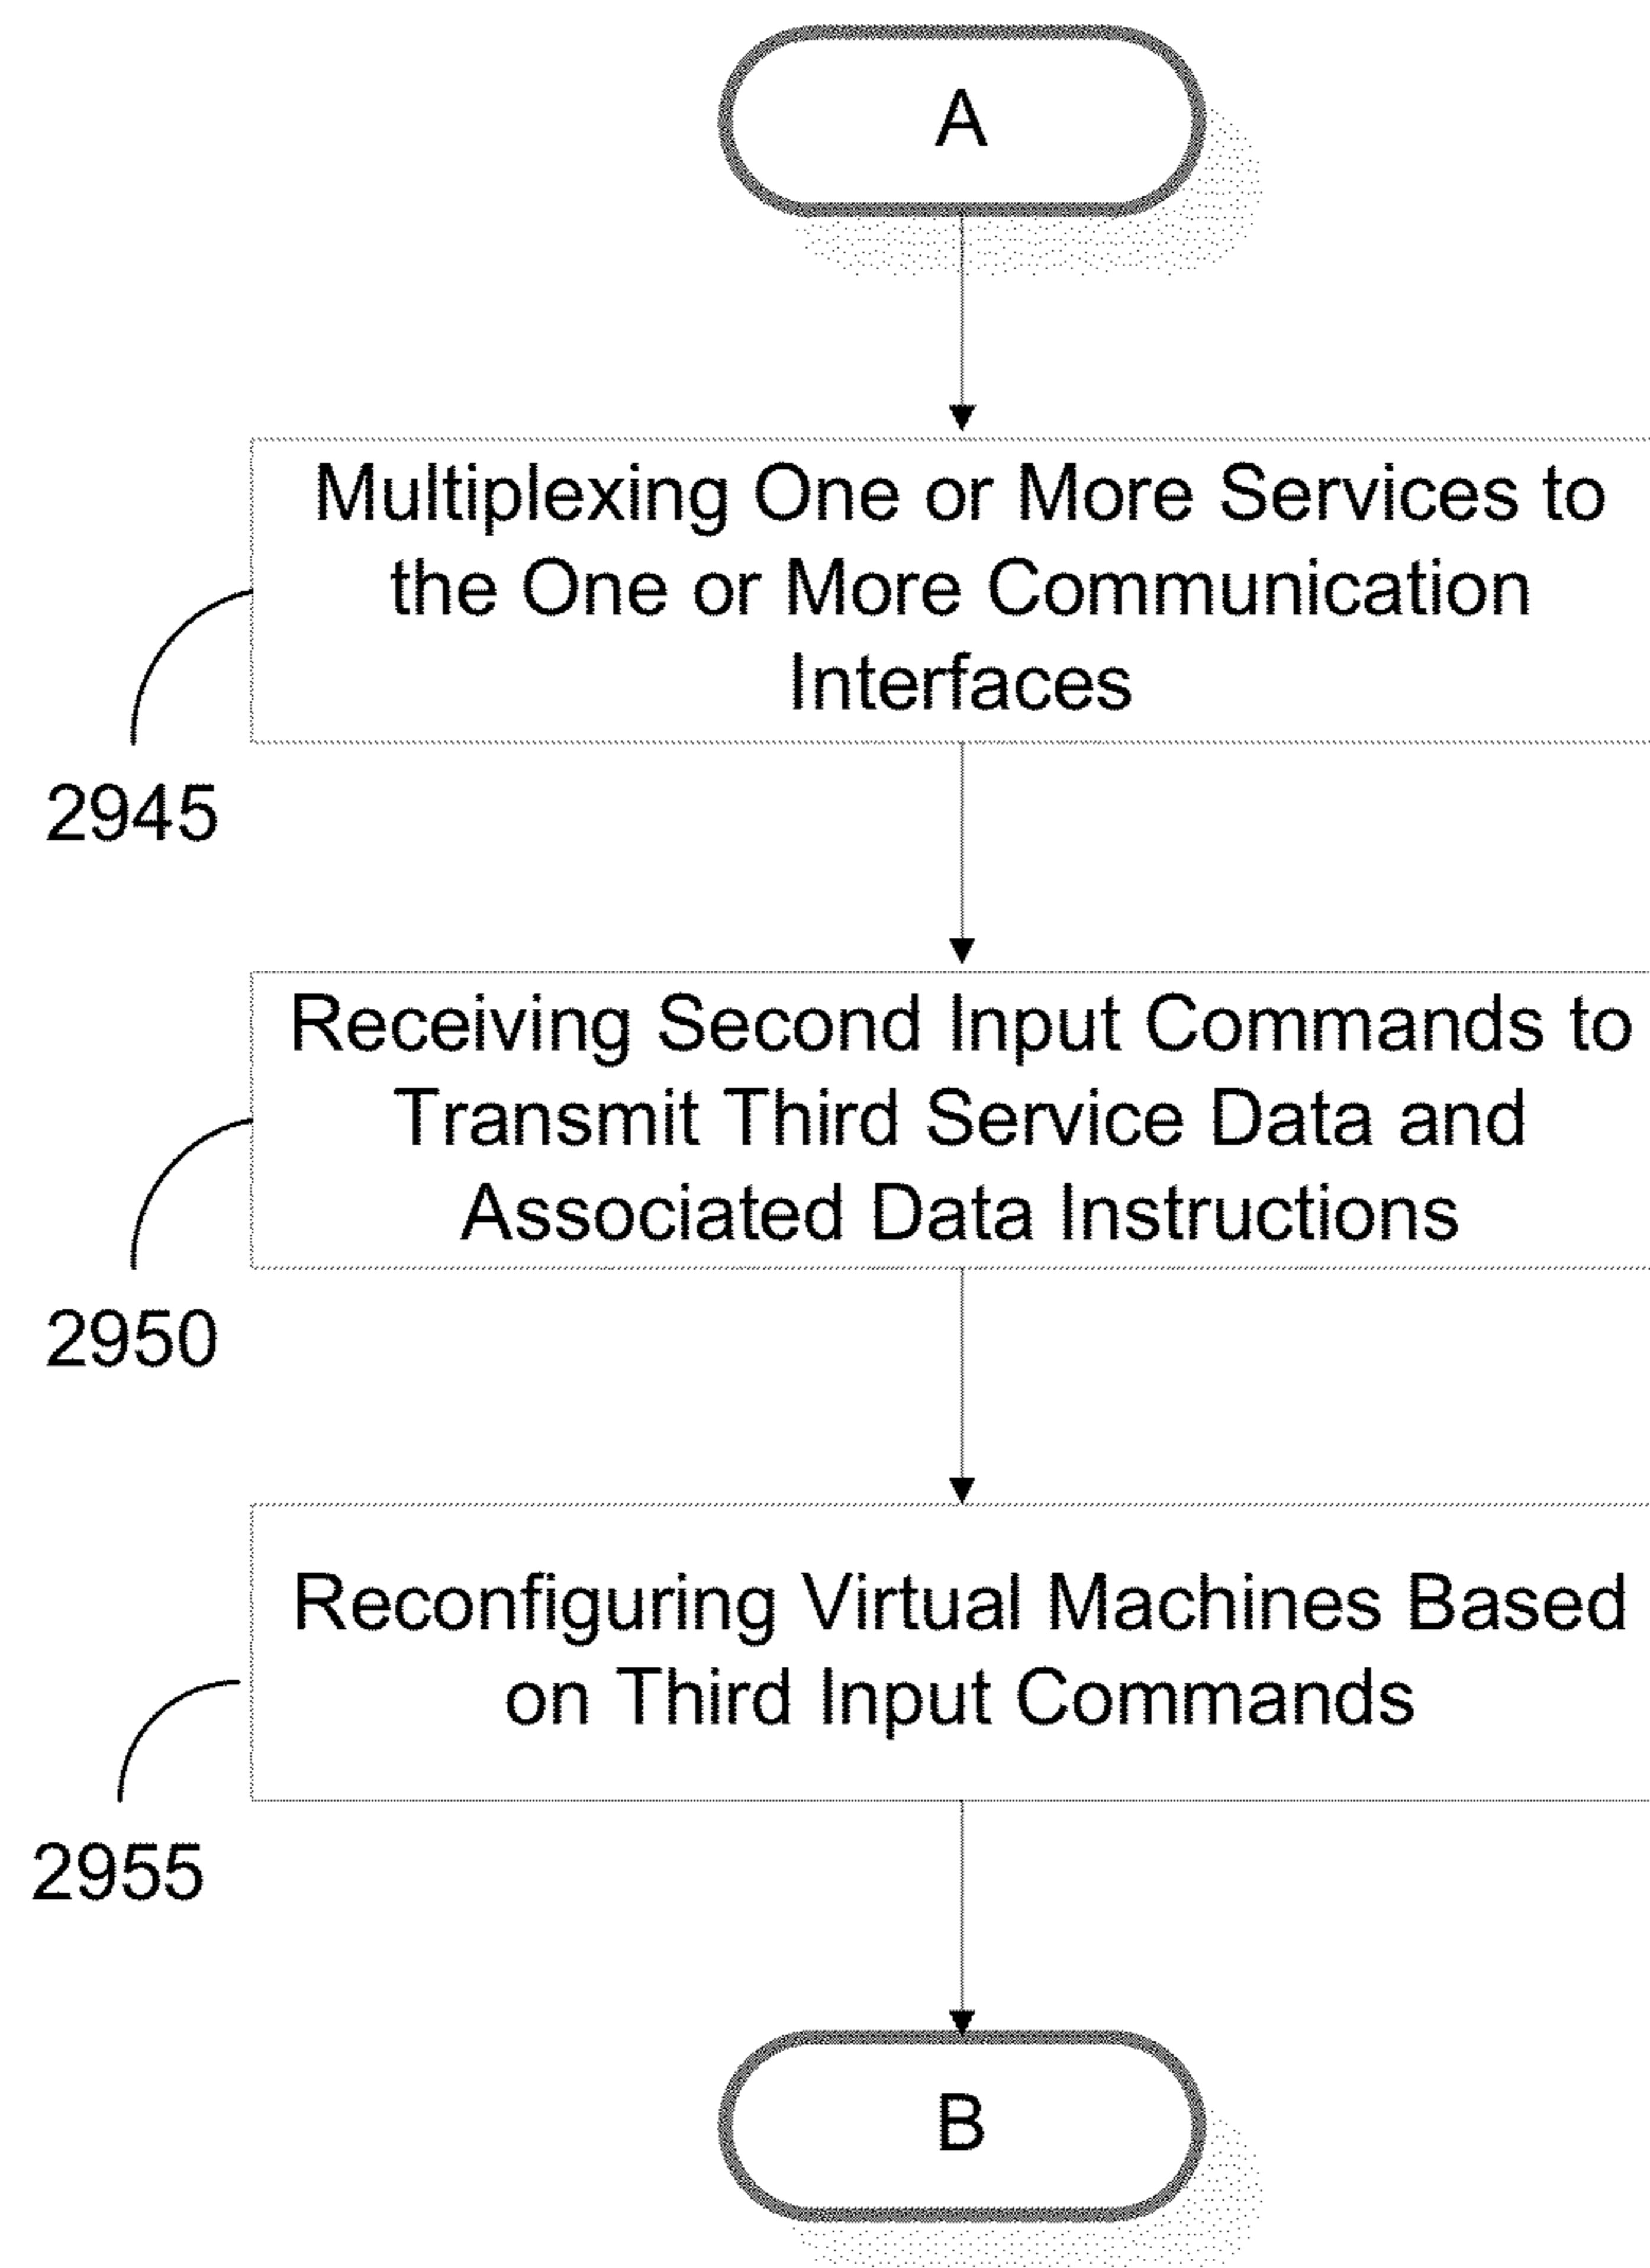 A
Multiplexing One or More Services to
the One or More Communication
Interfaces
2945
Receiving Second Input Commands to
Transmit Third Service Data and
Associated Data Instructions
2950
Reconfiguring Virtual Machines Based
on Third Input Commands
2955
B